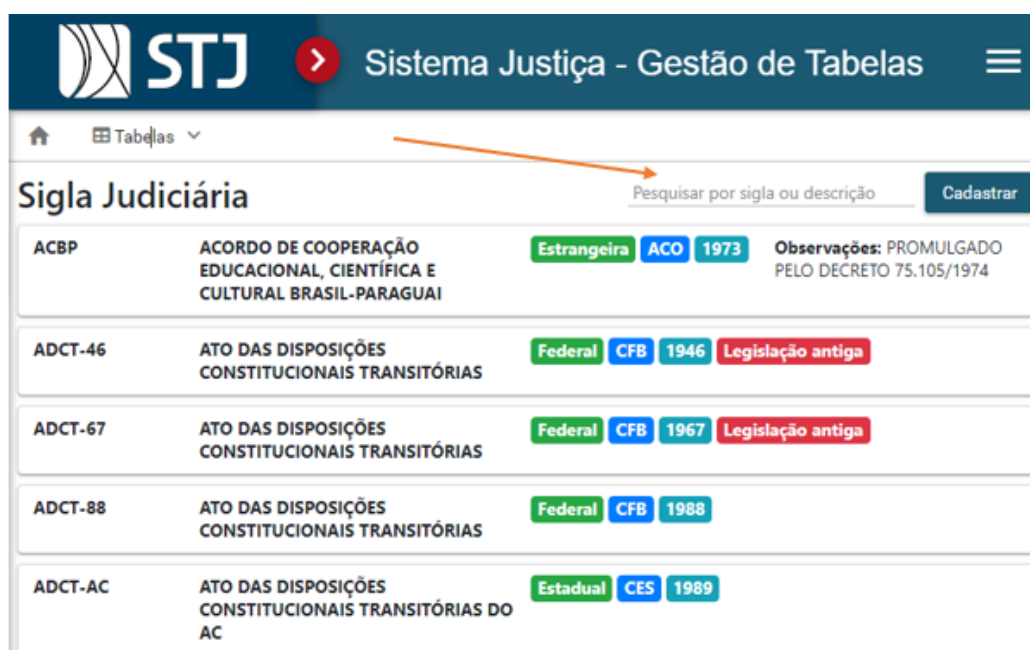 STJ
Sistema Justiça - Gestão de Tabelas
Tabelas
Sigla Judiciária
Pesquisar por sigla ou descrição
Cadastrar
ACBP
ACORDO DE COOPERAÇÃO
EDUCACIONAL, CIENTÍFICA E
CULTURAL BRASIL-PARAGUAI
Estrangeira ACO 1973
Observações: PROMULGADO
PELO DECRETO 75.105/1974
ADCT-46
ATO DAS DISPOSIÇÕES
CONSTITUCIONAIS TRANSITÓRIAS
Federal CFB 1946 Legislação antiga
ADCT-67
ATO DAS DISPOSIÇÕES
CONSTITUCIONAIS TRANSITÓRIAS
Federal CFB 1967 Legislação antiga
ADCT-88
ATO DAS DISPOSIÇÕES
CONSTITUCIONAIS TRANSITÓRIAS
Federal CFB 1988
ADCT-AC
ATO DAS DISPOSIÇÕES
CONSTITUCIONAIS TRANSITÓRIAS DO
AC
Estadual CES 1989